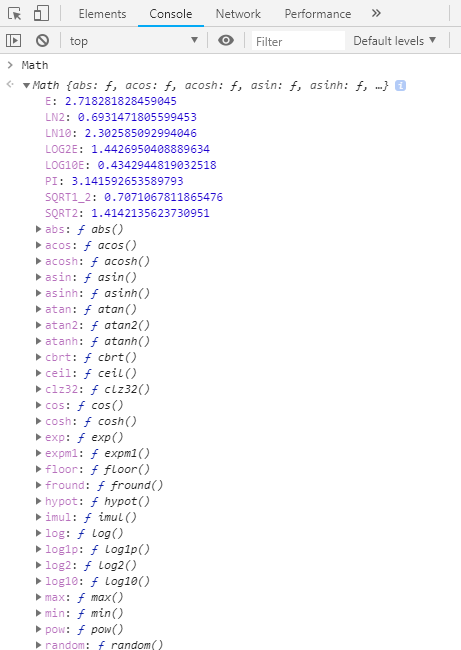 Elements Console Network Performance »
top ▼ Filter Default levels ▼
> Math
Math {abs: ƒ, acos: ƒ, acosh: ƒ, asin: ƒ, asinh: ƒ, …} i
E: 2.718281828459045
LN2: 0.6931471805599453
LN10: 2.302585092994046
LOG2E: 1.4426950408889634
LOG10E: 0.4342944819032518
PI: 3.141592653589793
SQRT1_2: 0.7071067811865476
SQRT2: 1.4142135623730951
abs: ƒ abs()
acos: ƒ acos()
acosh: ƒ acosh()
asin: ƒ asin()
asinh: ƒ asinh()
atan: ƒ atan()
atan2: ƒ atan2()
atanh: ƒ atanh()
cbrt: ƒ cbrt()
ceil: ƒ ceil()
clz32: ƒ clz32()
cos: ƒ cos()
cosh: ƒ cosh()
exp: ƒ exp()
expm1: ƒ expm1()
floor: ƒ floor()
fround: ƒ fround()
hypot: ƒ hypot()
imul: ƒ imul()
log: ƒ log()
log1p: ƒ log1p()
log2: ƒ log2()
log10: ƒ log10()
max: ƒ max()
min: ƒ min()
pow: ƒ pow()
random: ƒ random()